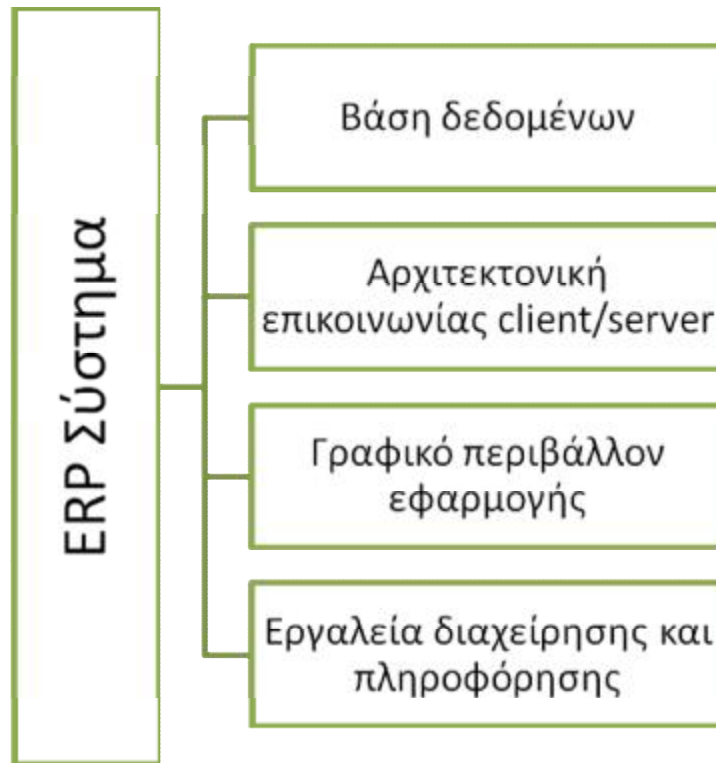 ERP Σύστημα
Βάση δεδομένων
Αρχιτεκτονική
επικοινωνίας client/server
Γραφικό περιβάλλον
εφαρμογής
Εργαλεία διαχείρησης και
πληροφόρησης